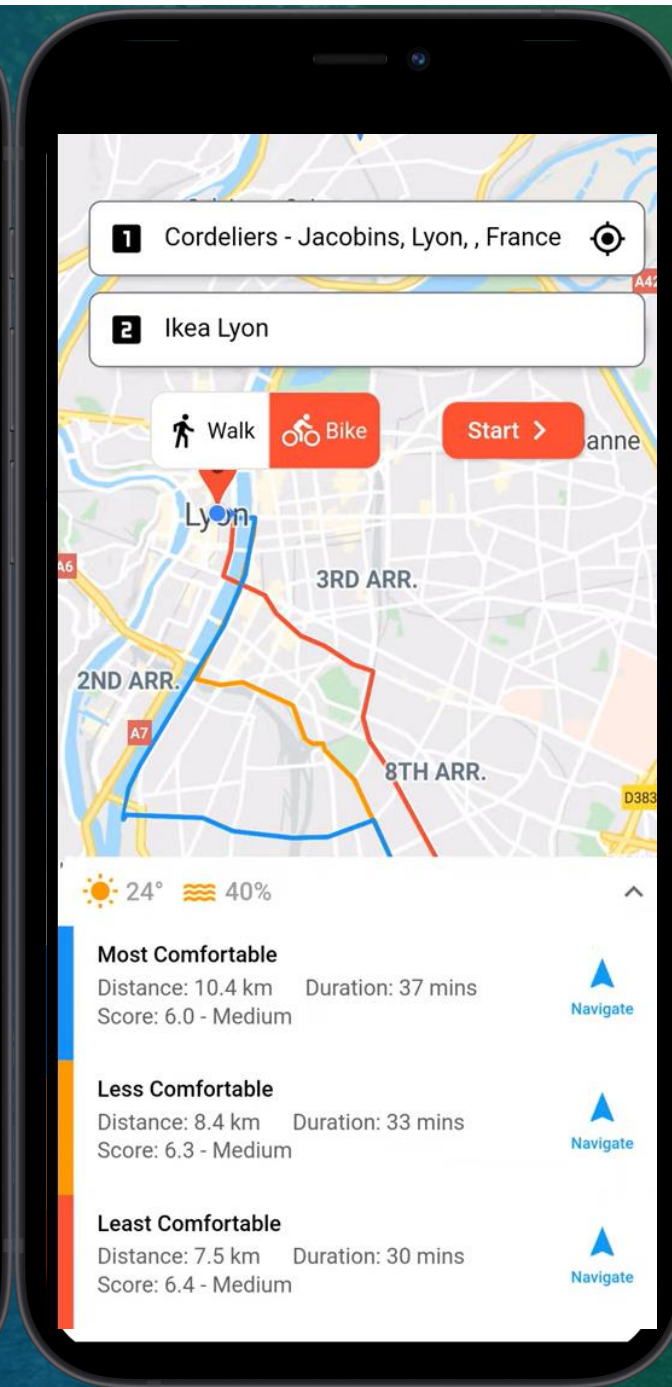 1 Cordeliers - Jacobins, Lyon, , France
A42
2 Ikea Lyon
Walk Bike Start
anne
Lyon
A6
3RD ARR.
2ND ARR.
A7
8TH ARR.
D383
24° 40%
Most Comfortable
Distance: 10.4 km Duration: 37 mins
Score: 6.0 - Medium
Navigate
Less Comfortable
Distance: 8.4 km Duration: 33 mins
Score: 6.3 - Medium
Navigate
Least Comfortable
Distance: 7.5 km Duration: 30 mins
Score: 6.4 - Medium
Navigate